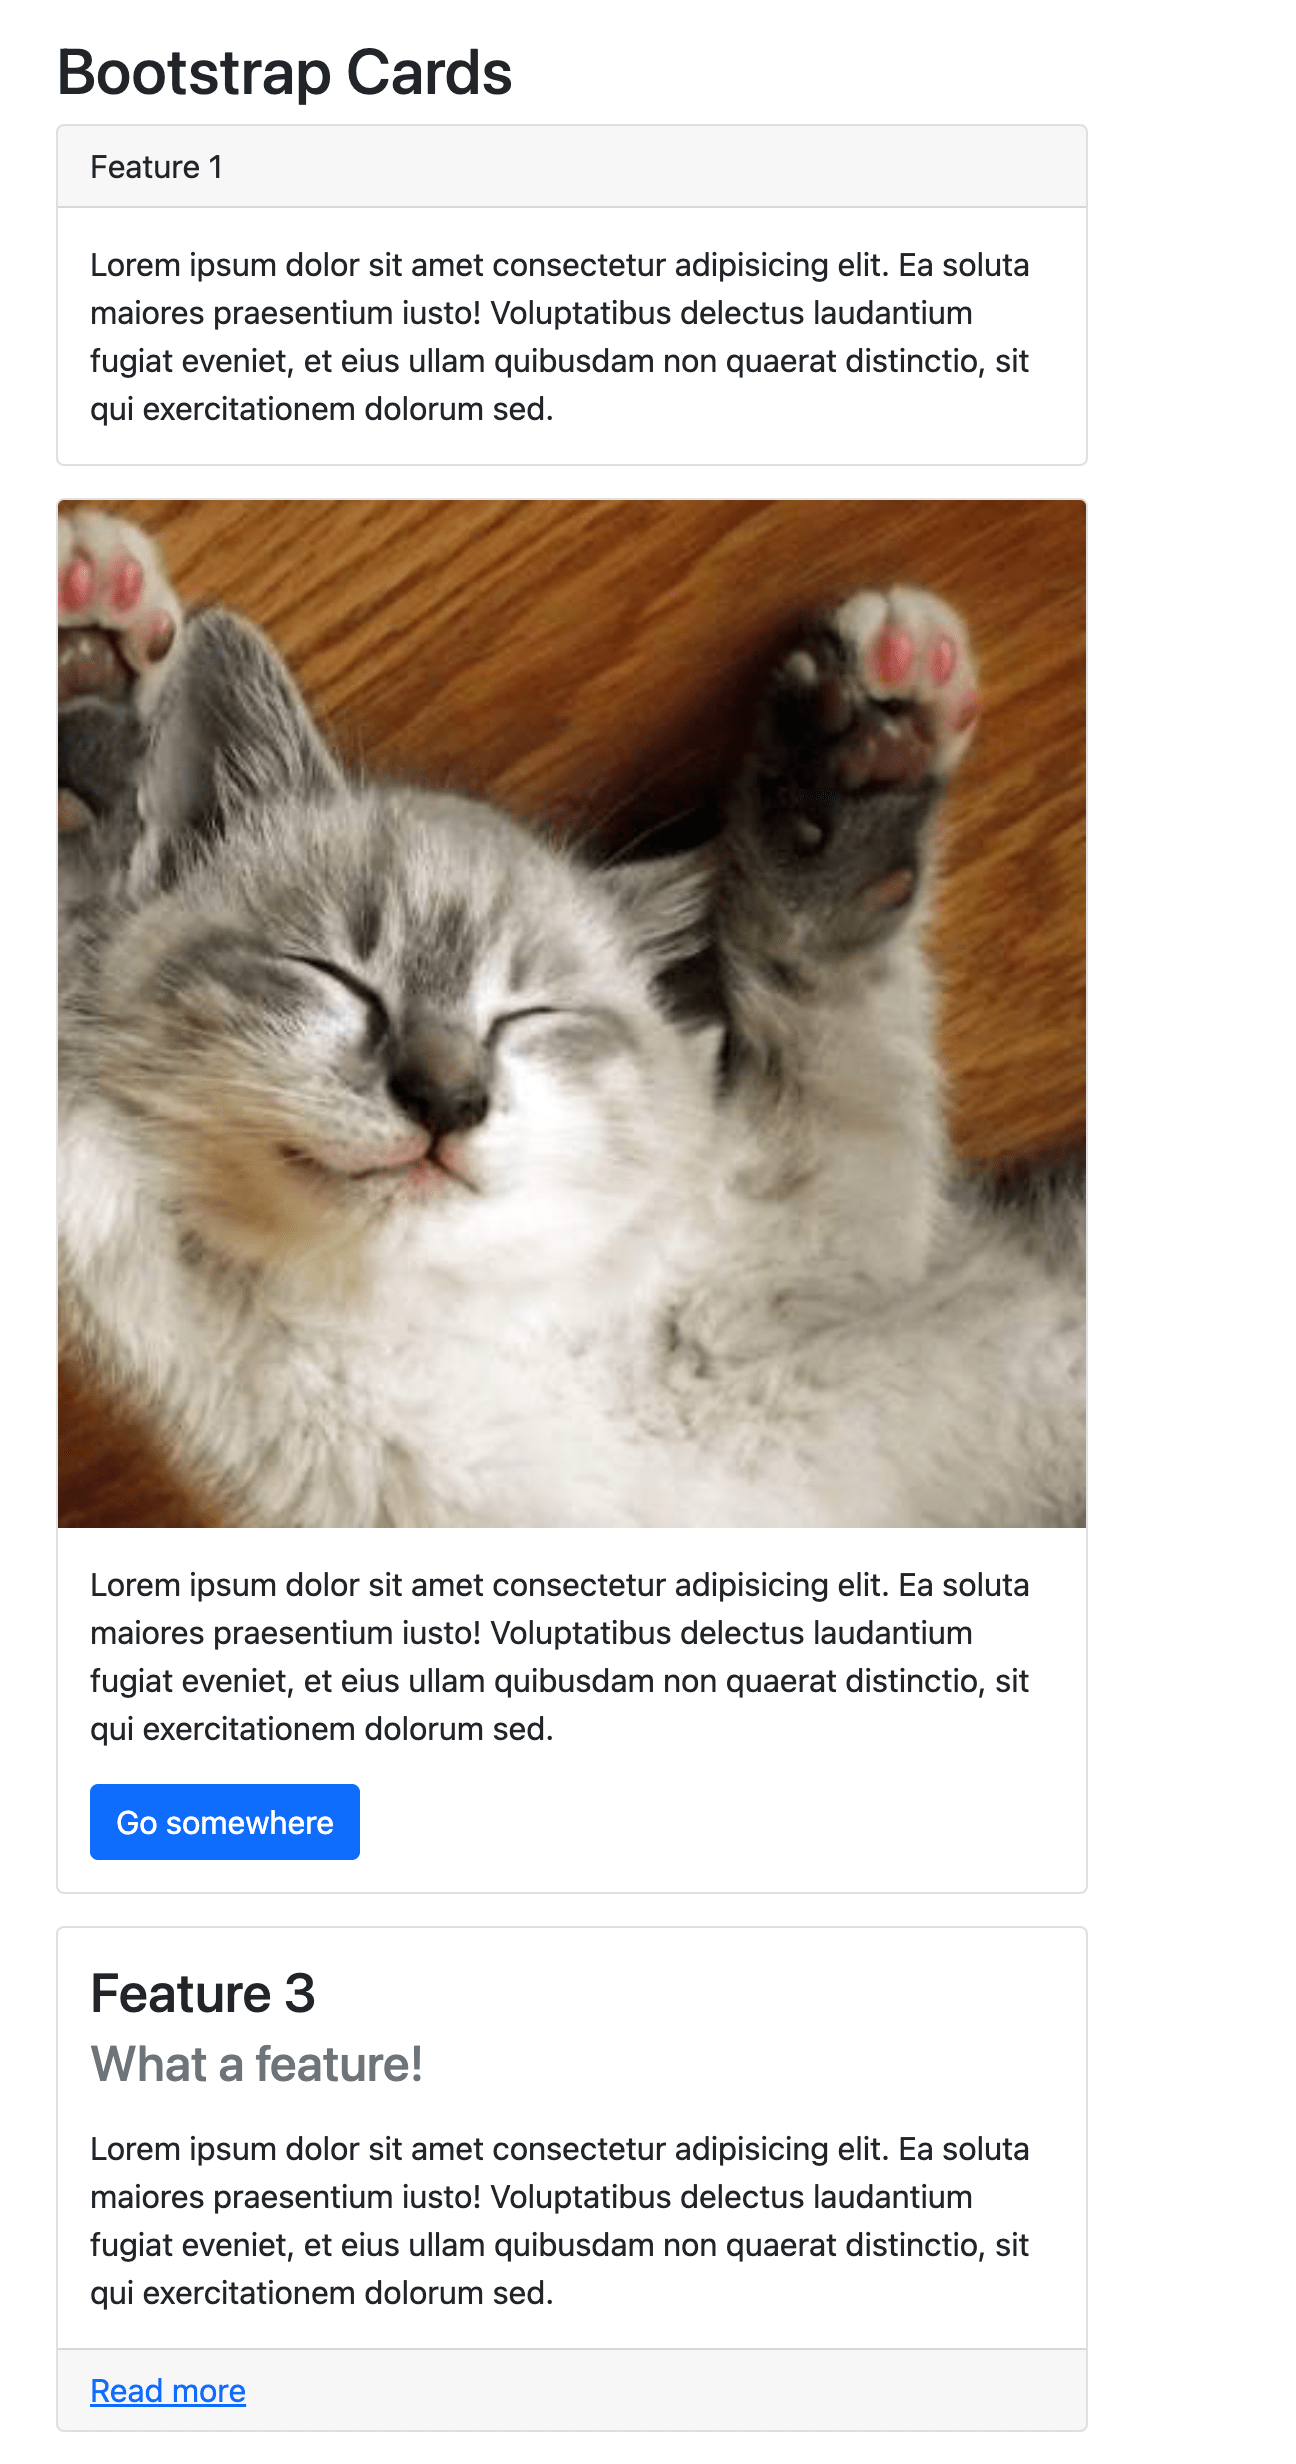 Bootstrap Cards
Feature 1
Lorem ipsum dolor sit amet consectetur adipisicing elit. Ea soluta
maiores praesentium iusto! Voluptatibus delectus laudantium
fugiat eveniet, et eius ullam quibusdam non quaerat distinctio, sit
qui exercitationem dolorum sed.
Lorem ipsum dolor sit amet consectetur adipisicing elit. Ea soluta
maiores praesentium iusto! Voluptatibus delectus laudantium
fugiat eveniet, et eius ullam quibusdam non quaerat distinctio, sit
qui exercitationem dolorum sed.
Go somewhere
Feature 3
What a feature!
Lorem ipsum dolor sit amet consectetur adipisicing elit. Ea soluta
maiores praesentium iusto! Voluptatibus delectus laudantium
fugiat eveniet, et eius ullam quibusdam non quaerat distinctio, sit
qui exercitationem dolorum sed.
Read more